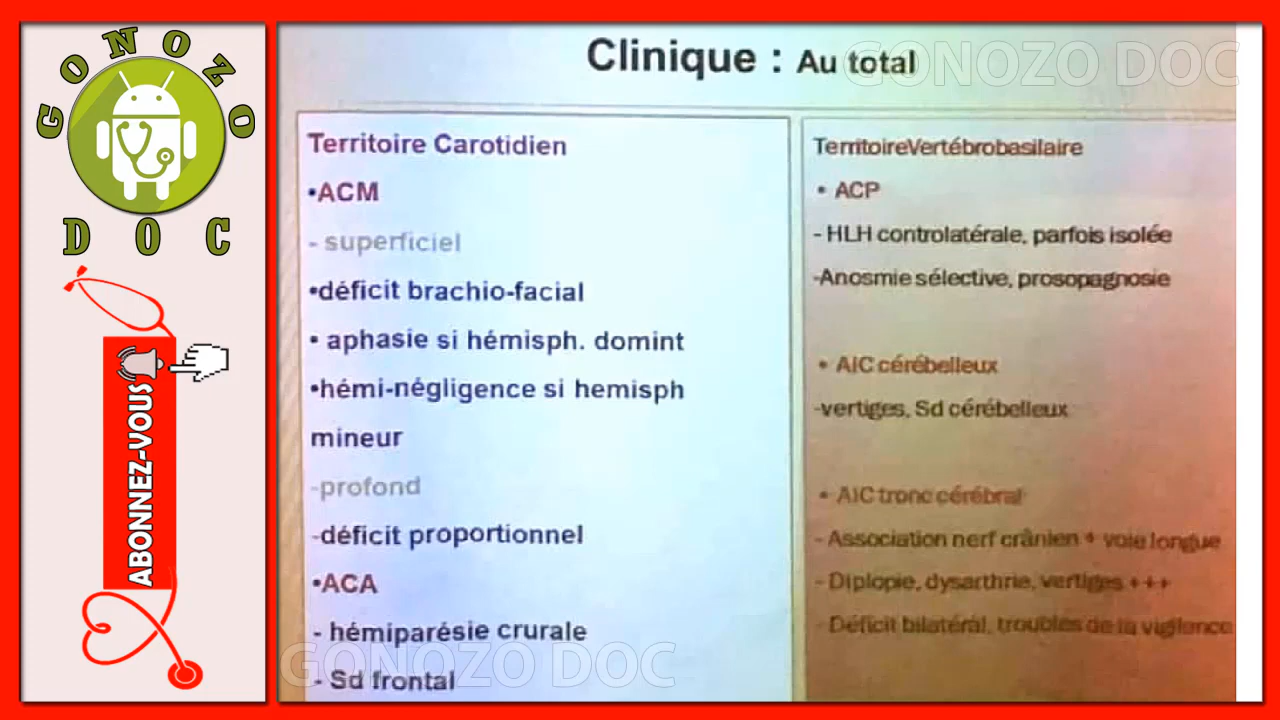 GONOZO
DOC
ABONNEZ-VOUS
Clinique : Au total
GONOZO DOC
Territoire Carotidien
•ACM
- superficiel
•déficit brachio-facial
• aphasie si hémisph. domint
•hémi-négligence si hemisph
mineur
-profond
-déficit proportionnel
•ACA
- hémiparésie crurale
- Sd frontal
TerritoireVertébrobasilaire
• ACP
- HLH controlatérale, parfois isolée
-Anosmie sélective, prosopagnosie
• AIC cérébelleux
-vertiges, Sd cérébelleux
• AIC tronc cérébral
- Association nerf crânien + voie longue
- Diplopie, dysarthrie, vertiges +++
- Déficit bilatéral, troubles de la vigilence
GONOZO DOC